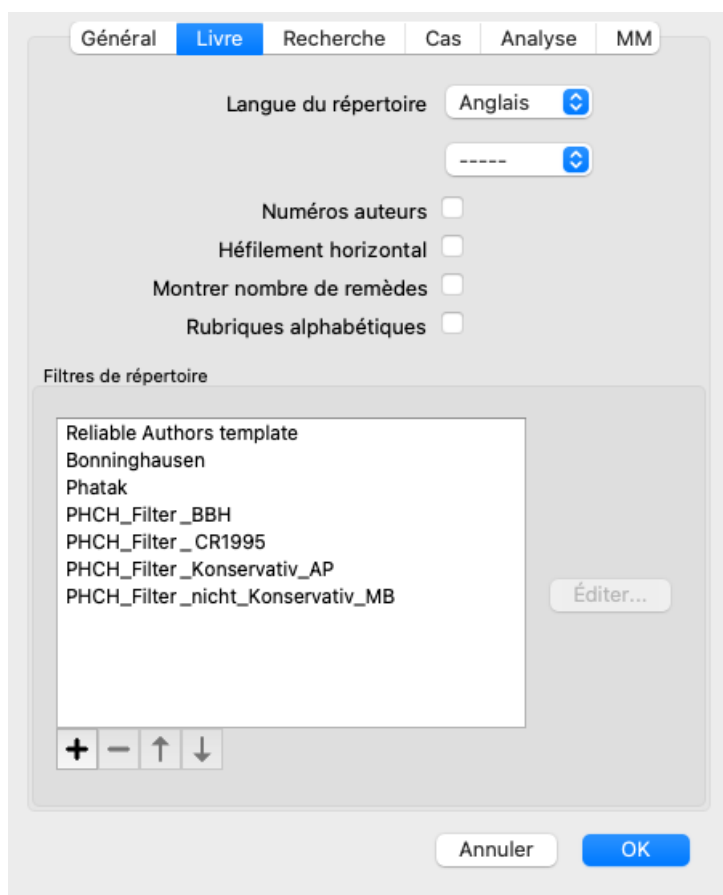 Général Livre Recherche Cas Analyse MM
Langue du répertoire Anglais
-----
Numéros auteurs
Héfilement horizontal
Montrer nombre de remèdes
Rubriques alphabétiques
Filtres de répertoire
Reliable Authors template
Bonninghausen
Phatak
PHCH_Filter_BBH
PHCH_Filter_CR1995
PHCH_Filter_Konservativ_AP
PHCH_Filter_nicht_Konservativ_MB
Éditer...
+ − ↑ ↓
Annuler OK